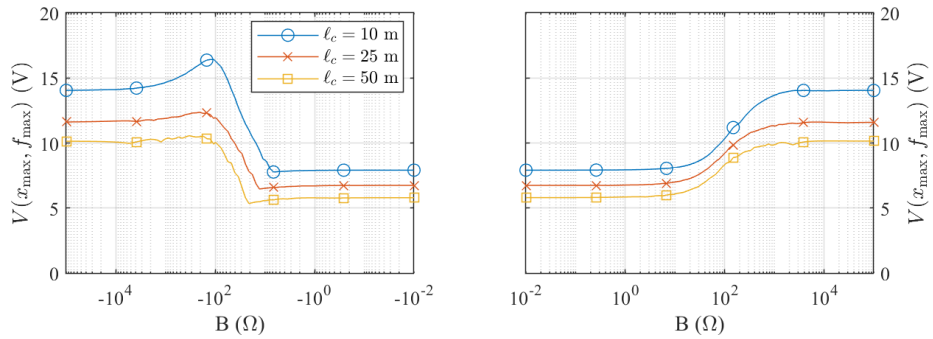 20
15
10
5
0
V(x_max, f_max) (V)
ℓ_c = 10 m
ℓ_c = 25 m
ℓ_c = 50 m
-10^4
-10^2
-10^0
-10^-2
B (Ω)
20
15
10
5
0
V(x_max, f_max) (V)
10^-2
10^0
10^2
10^4
B (Ω)